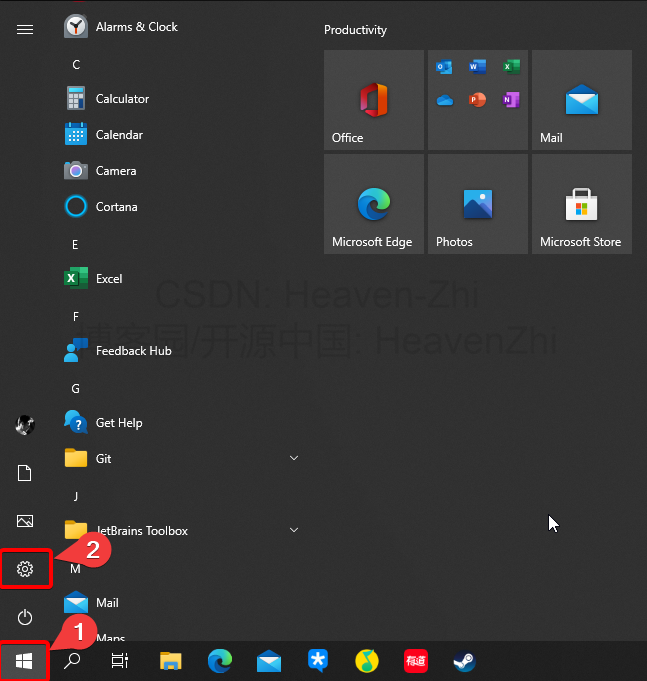 Alarms & Clock
C
Calculator
Calendar
Camera
Cortana
E
Excel
F
Feedback Hub
G
Get Help
Git
J
JetBrains Toolbox
M
Mail
Maps
Productivity
Office
Mail
Microsoft Edge
Photos
Microsoft Store
CSDN: Heaven-Zhi
博客园/开源中国: HeavenZhi
2
1
有道